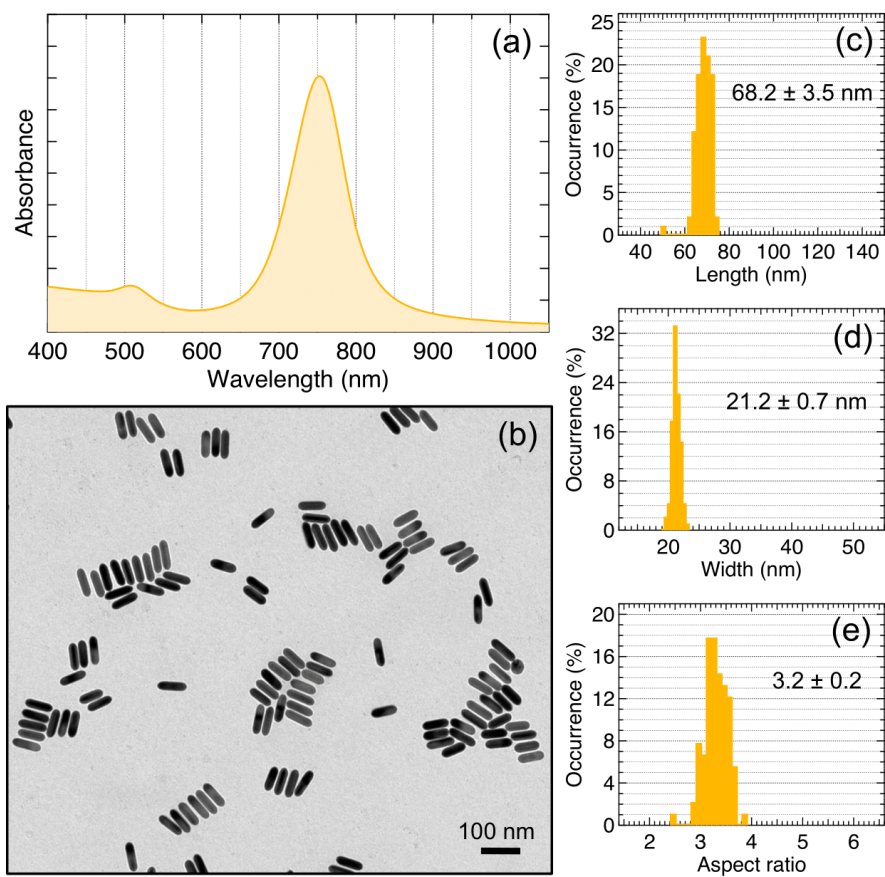 (a)
Absorbance
400 500 600 700 800 900 1000
Wavelength (nm)
(b)
100 nm
(c)
68.2 ± 3.5 nm
Occurrence (%)
25
20
15
10
5
0
40 60 80 100 120 140
Length (nm)
(d)
21.2 ± 0.7 nm
Occurrence (%)
32
24
16
8
0
20 30 40 50
Width (nm)
(e)
3.2 ± 0.2
Occurrence (%)
20
16
12
8
4
0
2 3 4 5 6
Aspect ratio